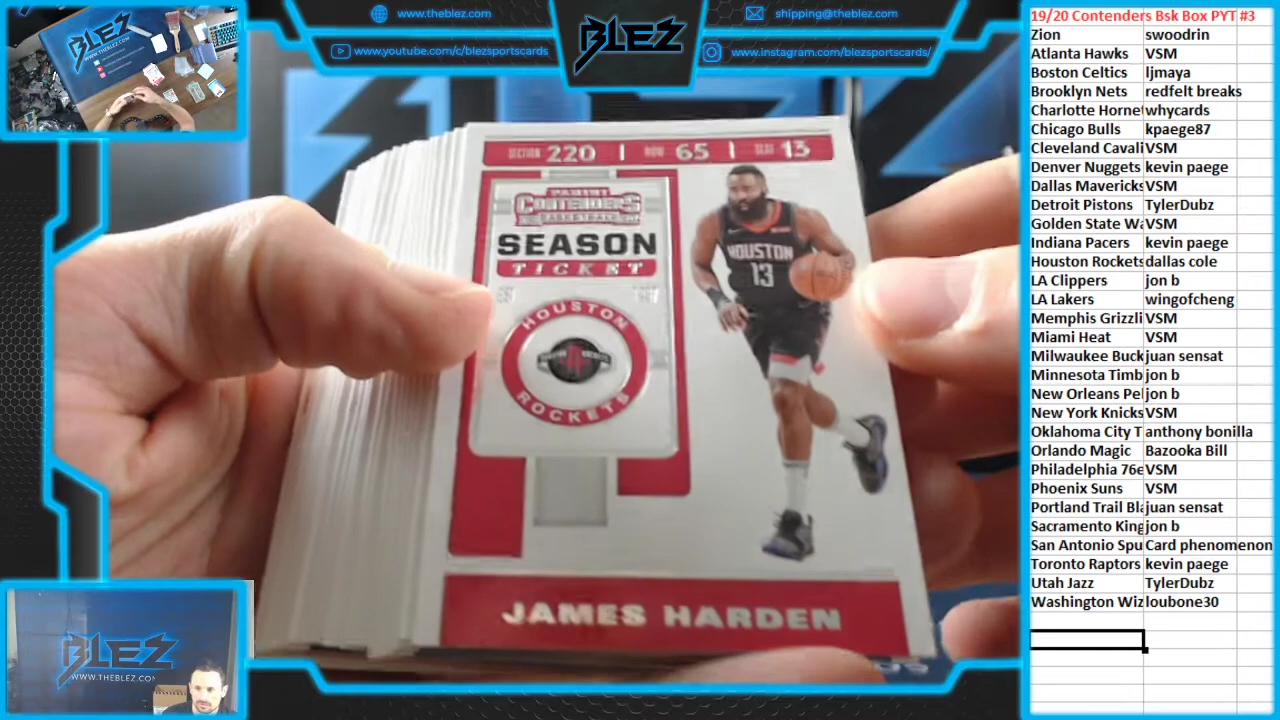 www.theblez.com
shipping@theblez.com
www.youtube.com/c/blezsportscards
www.instagram.com/blezsportscards/
BLEZ
SECTION 220 | ROW 65 | SEAT 13
PANINI
CONTENDERS
BASKETBALL
SEASON
TICKET
HOUSTON
ROCKETS
HOUSTON
13
JAMES HARDEN
BLEZ
WWW.THEBLEZ.CO
BLEZ
19/20 Contenders Bsk Box PYT #3
Zion swoodrin
Atlanta Hawks VSM
Boston Celtics ljmaya
Brooklyn Nets redfelt breaks
Charlotte Hornet whycards
Chicago Bulls kpaege87
Cleveland Cavali VSM
Denver Nuggets kevin paege
Dallas Mavericks VSM
Detroit Pistons TylerDubz
Golden State Wa VSM
Indiana Pacers kevin paege
Houston Rockets dallas cole
LA Clippers jon b
LA Lakers wingofcheng
Memphis Grizzli VSM
Miami Heat VSM
Milwaukee Buck juan sensat
Minnesota Timb jon b
New Orleans Pel jon b
New York Knicks VSM
Oklahoma City T anthony bonilla
Orlando Magic Bazooka Bill
Philadelphia 76e VSM
Phoenix Suns VSM
Portland Trail Bla juan sensat
Sacramento King jon b
San Antonio Spu Card phenomenon
Toronto Raptors kevin paege
Utah Jazz TylerDubz
Washington Wiz loubone30